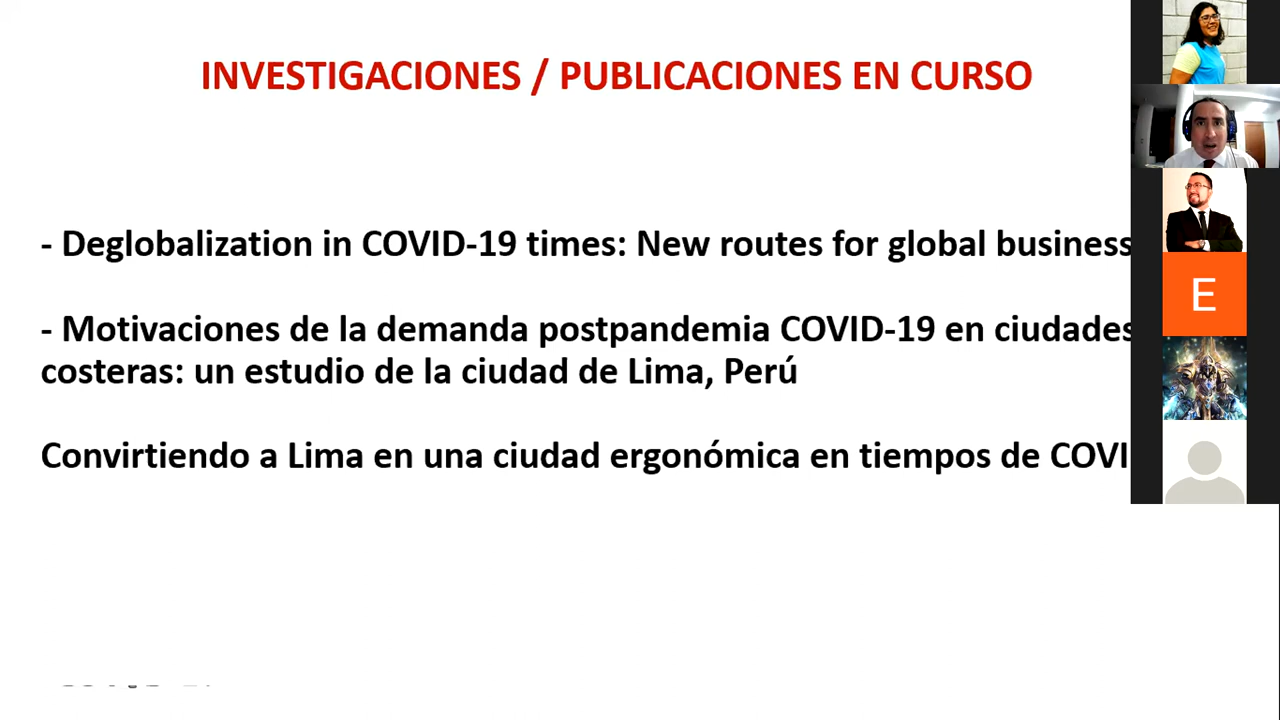 INVESTIGACIONES / PUBLICACIONES EN CURSO
- Deglobalization in COVID-19 times: New routes for global business
- Motivaciones de la demanda postpandemia COVID-19 en ciudades
costeras: un estudio de la ciudad de Lima, Perú
Convirtiendo a Lima en una ciudad ergonómica en tiempos de COVI
E